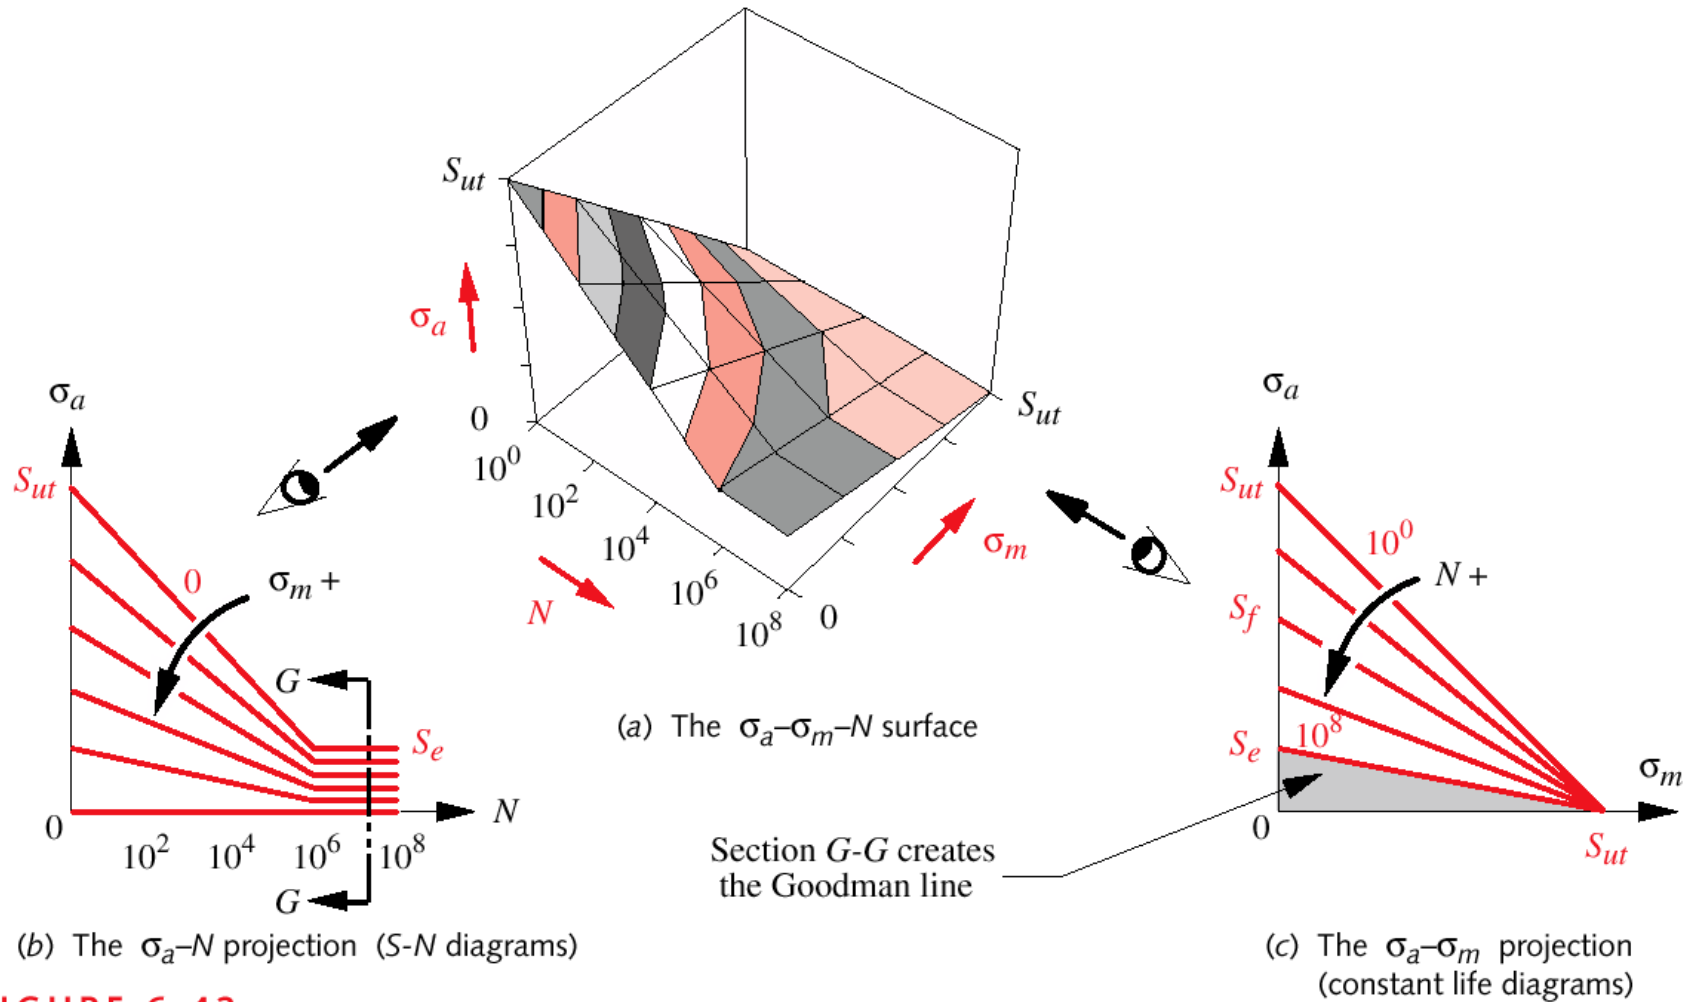 S_ut
σ_a
0
10^0
10^2
10^4
10^6
10^8
N
0
σ_m
S_ut
(a) The σ_a–σ_m–N surface
σ_a
S_ut
0
σ_m +
G
S_e
N
0
10^2
10^4
10^6
10^8
G
(b) The σ_a–N projection (S-N diagrams)
σ_a
S_ut
10^0
N +
S_f
10^8
S_e
σ_m
0
S_ut
Section G-G creates
the Goodman line
(c) The σ_a–σ_m projection
(constant life diagrams)